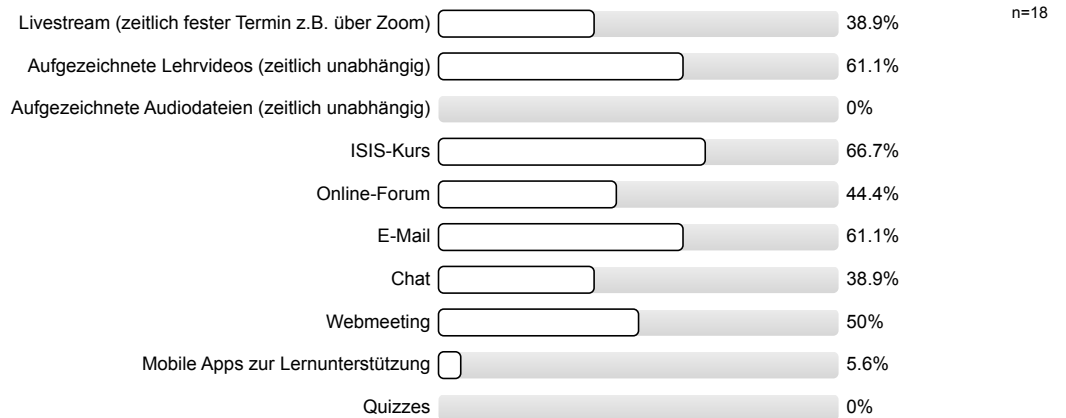 Livestream (zeitlich fester Termin z.B. über Zoom) 38.9% n=18
Aufgezeichnete Lehrvideos (zeitlich unabhängig) 61.1%
Aufgezeichnete Audiodateien (zeitlich unabhängig) 0%
ISIS-Kurs 66.7%
Online-Forum 44.4%
E-Mail 61.1%
Chat 38.9%
Webmeeting 50%
Mobile Apps zur Lernunterstützung 5.6%
Quizzes 0%